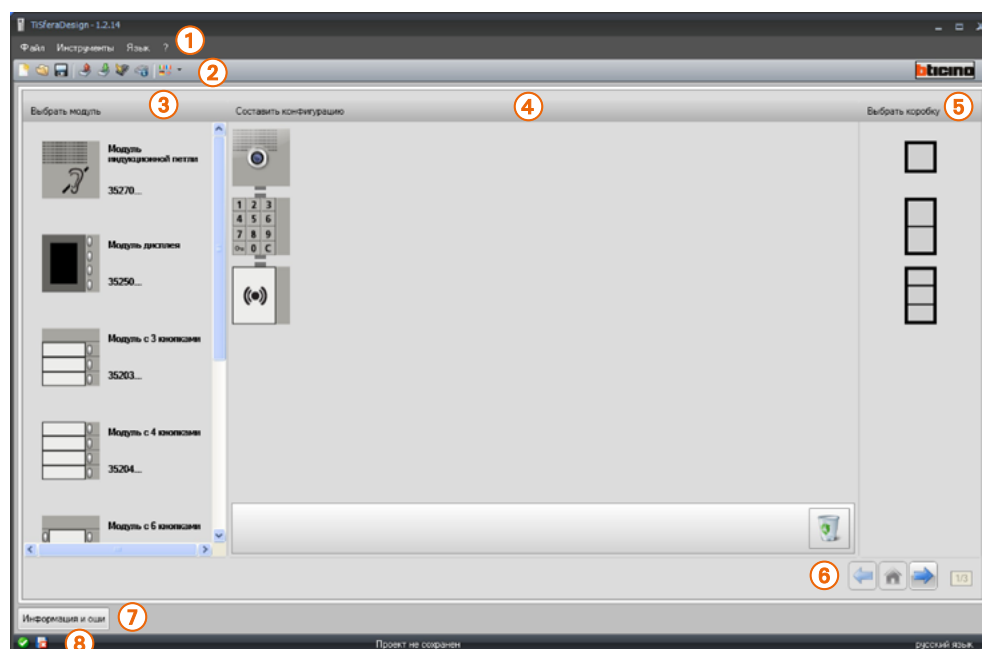 TiSferaDesign - 1.2.14
Файл Инструменты Язык ?
1
2
bticino
Выбрать модуль
3
Составить конфигурацию
4
Выбрать коробку
5
Модуль
индукционной петли
35270...
Модуль дисплея
35250...
Модуль с 3 кнопками
35203...
Модуль с 4 кнопками
35204...
Модуль с 6 кнопками
1 2 3
4 5 6
7 8 9
0 C
6
1/3
Информация и оши
7
8
Проект не сохранен
русский язык